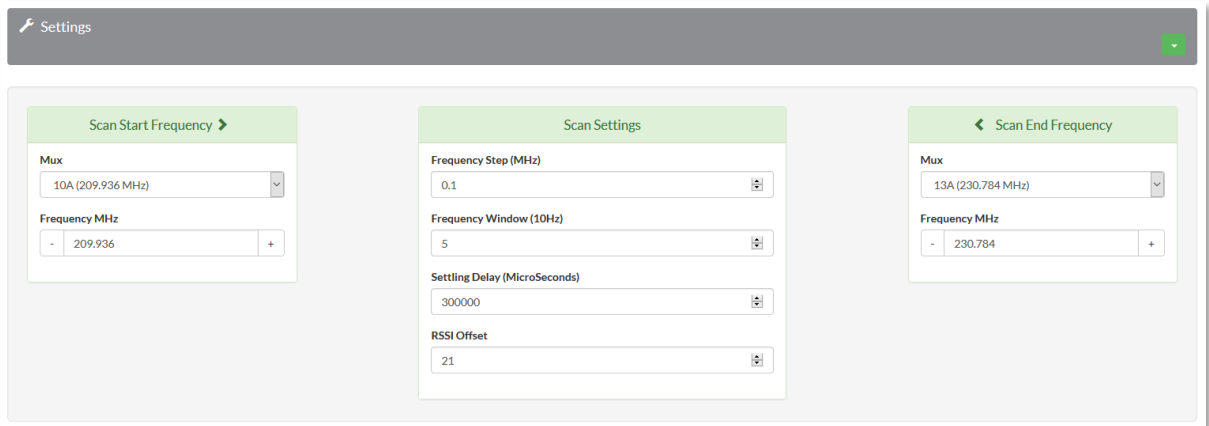 Settings
Scan Start Frequency
Mux
10A (209.936 MHz)
Frequency MHz
- 209.936 +
Scan Settings
Frequency Step (MHz)
0.1
Frequency Window (10Hz)
5
Settling Delay (MicroSeconds)
300000
RSSI Offset
21
Scan End Frequency
Mux
13A (230.784 MHz)
Frequency MHz
- 230.784 +